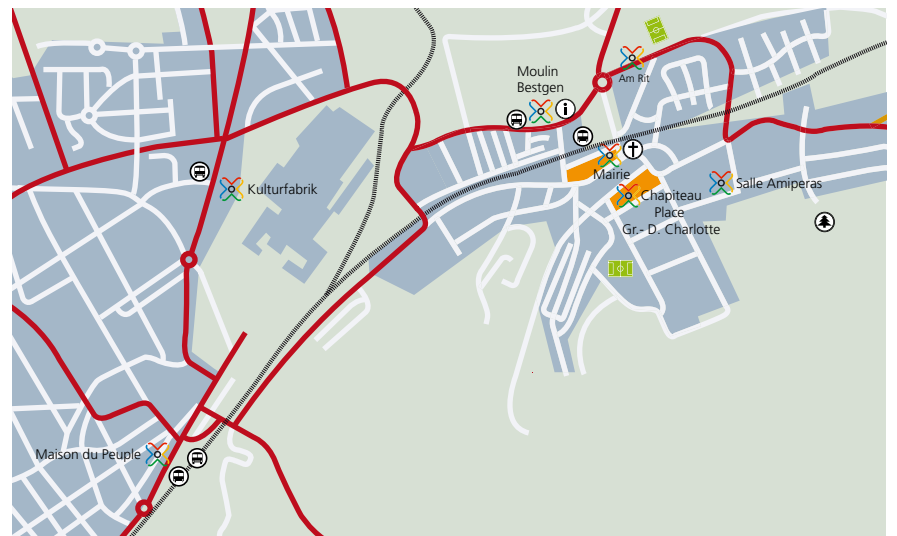 Moulin
Bestgen
Am Rit
Mairie
Kulturfabrik
Chapiteau
Place
Gr.- D. Charlotte
Salle Amiperas
Maison du Peuple